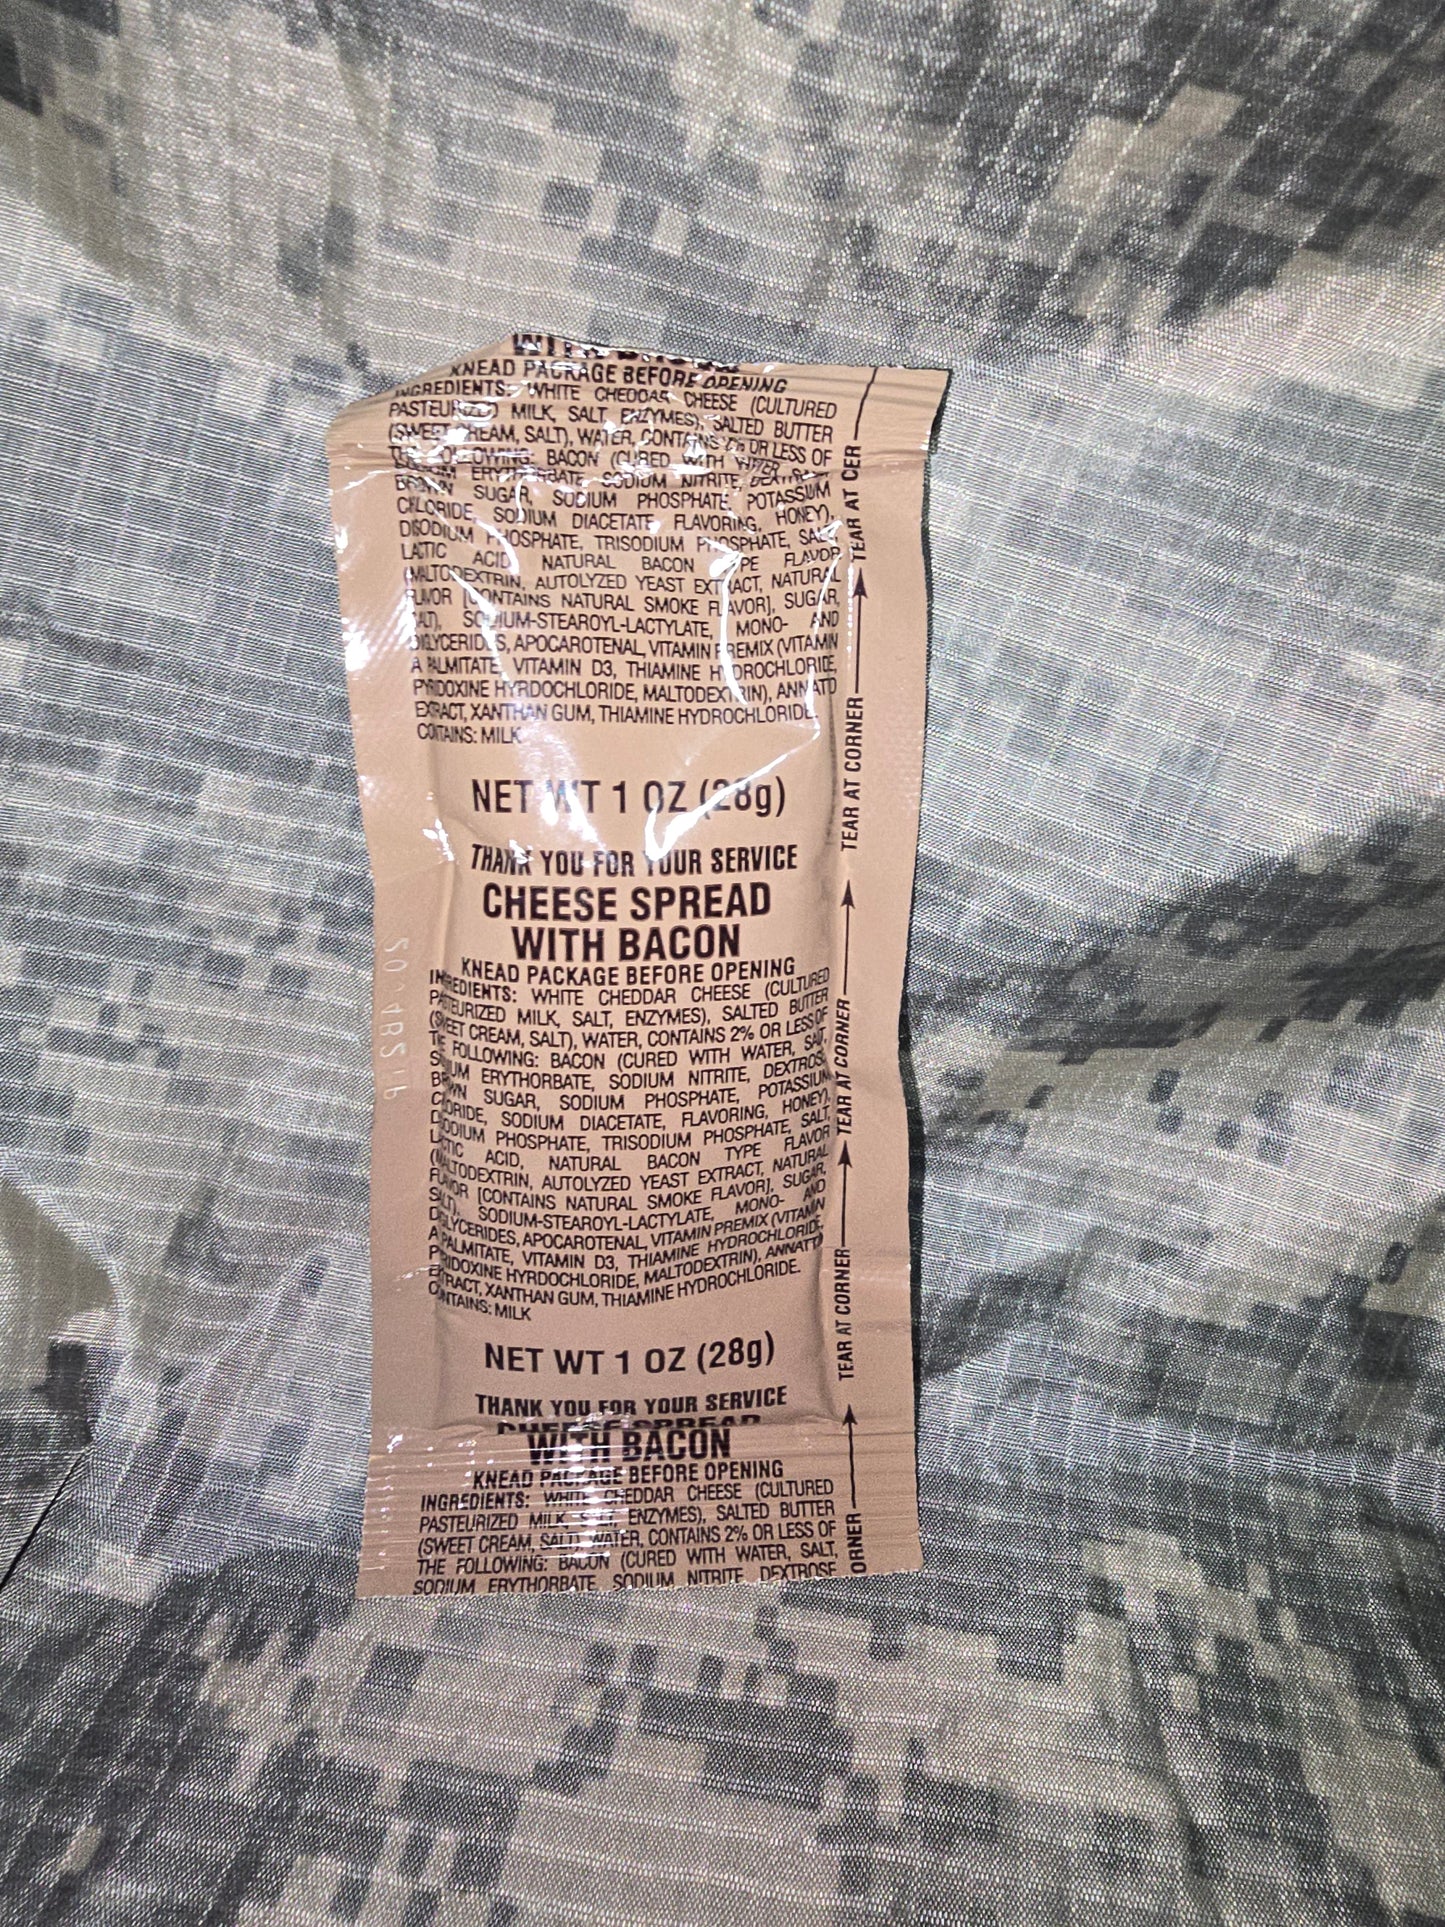 KNEAD PACKAGE BEFORE OPENING
INGREDIENTS: WHITE CHEDDAR CHEESE (CULTURED
PASTEURIZED MILK, SALT, ENZYMES), SALTED BUTTER
(SWEET CREAM, SALT), WATER, CONTAINS 2% OR LESS OF
THE FOLLOWING: BACON (CURED WITH WATER,
ERYTHORBATE, SODIUM NITRITE,
BROWN SUGAR, SODIUM PHOSPHATE, POTASSIUM
CHLORIDE, SODIUM DIACETATE, FLAVORING, HONEY),
DISODIUM PHOSPHATE, TRISODIUM PHOSPHATE, SALT,
LACTIC ACID, NATURAL BACON TYPE FLAVOR
(MALTODEXTRIN, AUTOLYZED YEAST EXTRACT, NATURAL
FLAVOR [CONTAINS NATURAL SMOKE FLAVOR], SUGAR,
SALT), SODIUM-STEAROYL-LACTYLATE, MONO- AND
DIGLYCERIDES, APOCAROTENAL, VITAMIN PREMIX (VITAMIN
A PALMITATE, VITAMIN D3, THIAMINE HYDROCHLORIDE,
PYRIDOXINE HYRDOCHLORIDE, MALTODEXTRIN), ANNATTO
EXTRACT, XANTHAN GUM, THIAMINE HYDROCHLORIDE.
CONTAINS: MILK
NET WT 1 OZ (28g)
THANK YOU FOR YOUR SERVICE
CHEESE SPREAD
WITH BACON
KNEAD PACKAGE BEFORE OPENING
INGREDIENTS: WHITE CHEDDAR CHEESE (CULTURED
PASTEURIZED MILK, SALT, ENZYMES), SALTED BUTTER
(SWEET CREAM, SALT), WATER, CONTAINS 2% OR LESS OF
THE FOLLOWING: BACON (CURED WITH WATER, SALT,
SODIUM ERYTHORBATE, SODIUM NITRITE, DEXTROSE,
BROWN SUGAR, SODIUM PHOSPHATE, POTASSIUM
CHLORIDE, SODIUM DIACETATE, FLAVORING, HONEY),
DISODIUM PHOSPHATE, TRISODIUM PHOSPHATE, SALT,
LACTIC ACID, NATURAL BACON TYPE FLAVOR
(MALTODEXTRIN, AUTOLYZED YEAST EXTRACT, NATURAL
FLAVOR [CONTAINS NATURAL SMOKE FLAVOR], SUGAR,
SALT), SODIUM-STEAROYL-LACTYLATE, MONO- AND
DIGLYCERIDES, APOCAROTENAL, VITAMIN PREMIX (VITAMIN
A PALMITATE, VITAMIN D3, THIAMINE HYDROCHLORIDE,
PYRIDOXINE HYRDOCHLORIDE, MALTODEXTRIN), ANNATTO
EXTRACT, XANTHAN GUM, THIAMINE HYDROCHLORIDE.
CONTAINS: MILK
NET WT 1 OZ (28g)
THANK YOU FOR YOUR SERVICE
CHEESE SPREAD
WITH BACON
KNEAD PACKAGE BEFORE OPENING
INGREDIENTS: WHITE CHEDDAR CHEESE (CULTURED
PASTEURIZED MILK, SALT, ENZYMES), SALTED BUTTER
(SWEET CREAM, SALT), WATER, CONTAINS 2% OR LESS OF
THE FOLLOWING: BACON (CURED WITH WATER, SALT,
SODIUM ERYTHORBATE, SODIUM NITRITE, DEXTROSE
TEAR AT CER
TEAR AT CORNER
TEAR AT CORNER
TEAR AT CORNER
ORNER